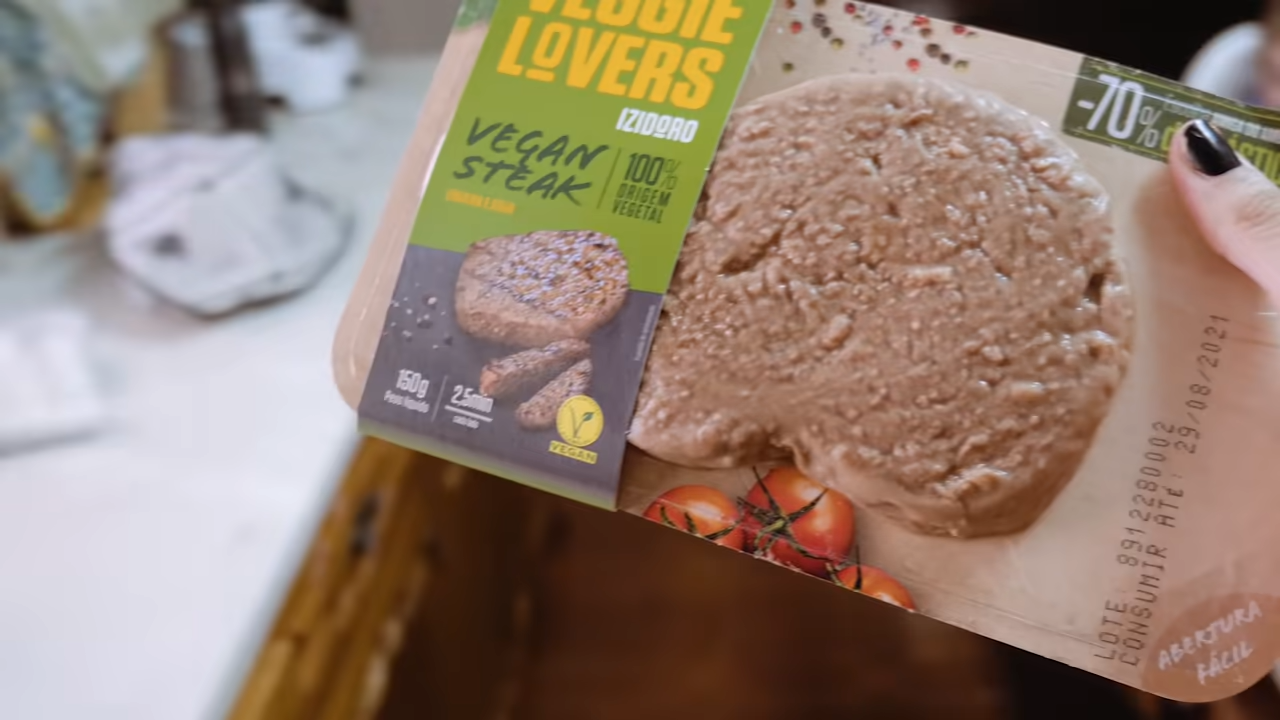 VEGGIE
LOVERS
IZIDORO
VEGAN
STEAK
100%
ORIGEM
VEGETAL
150g
Peso líquido
2,5min
VEGAN
-70%
LOTE: 8912280002
CONSUMIR ATÉ: 29/08/2021
ABERTURA
FÁCIL